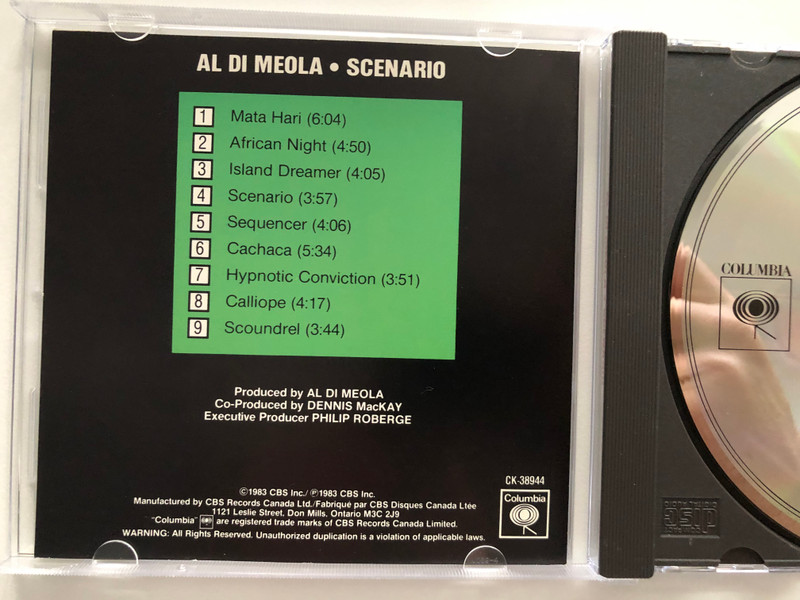 AL DI MEOLA • SCENARIO
1 Mata Hari (6:04)
2 African Night (4:50)
3 Island Dreamer (4:05)
4 Scenario (3:57)
5 Sequencer (4:06)
6 Cachaca (5:34)
7 Hypnotic Conviction (3:51)
8 Calliope (4:17)
9 Scoundrel (3:44)
Produced by AL DI MEOLA
Co-Produced by DENNIS MacKAY
Executive Producer PHILIP ROBERGE
CK-38944
Columbia
©1983 CBS Inc./ ℗1983 CBS Inc.
Manufactured by CBS Records Canada Ltd./Fabriqué par CBS Disques Canada Ltée
1121 Leslie Street, Don Mills, Ontario M3C 2J9
"Columbia" are registered trade marks of CBS Records Canada Limited.
WARNING: All Rights Reserved. Unauthorized duplication is a violation of applicable laws.
COLUMBIA